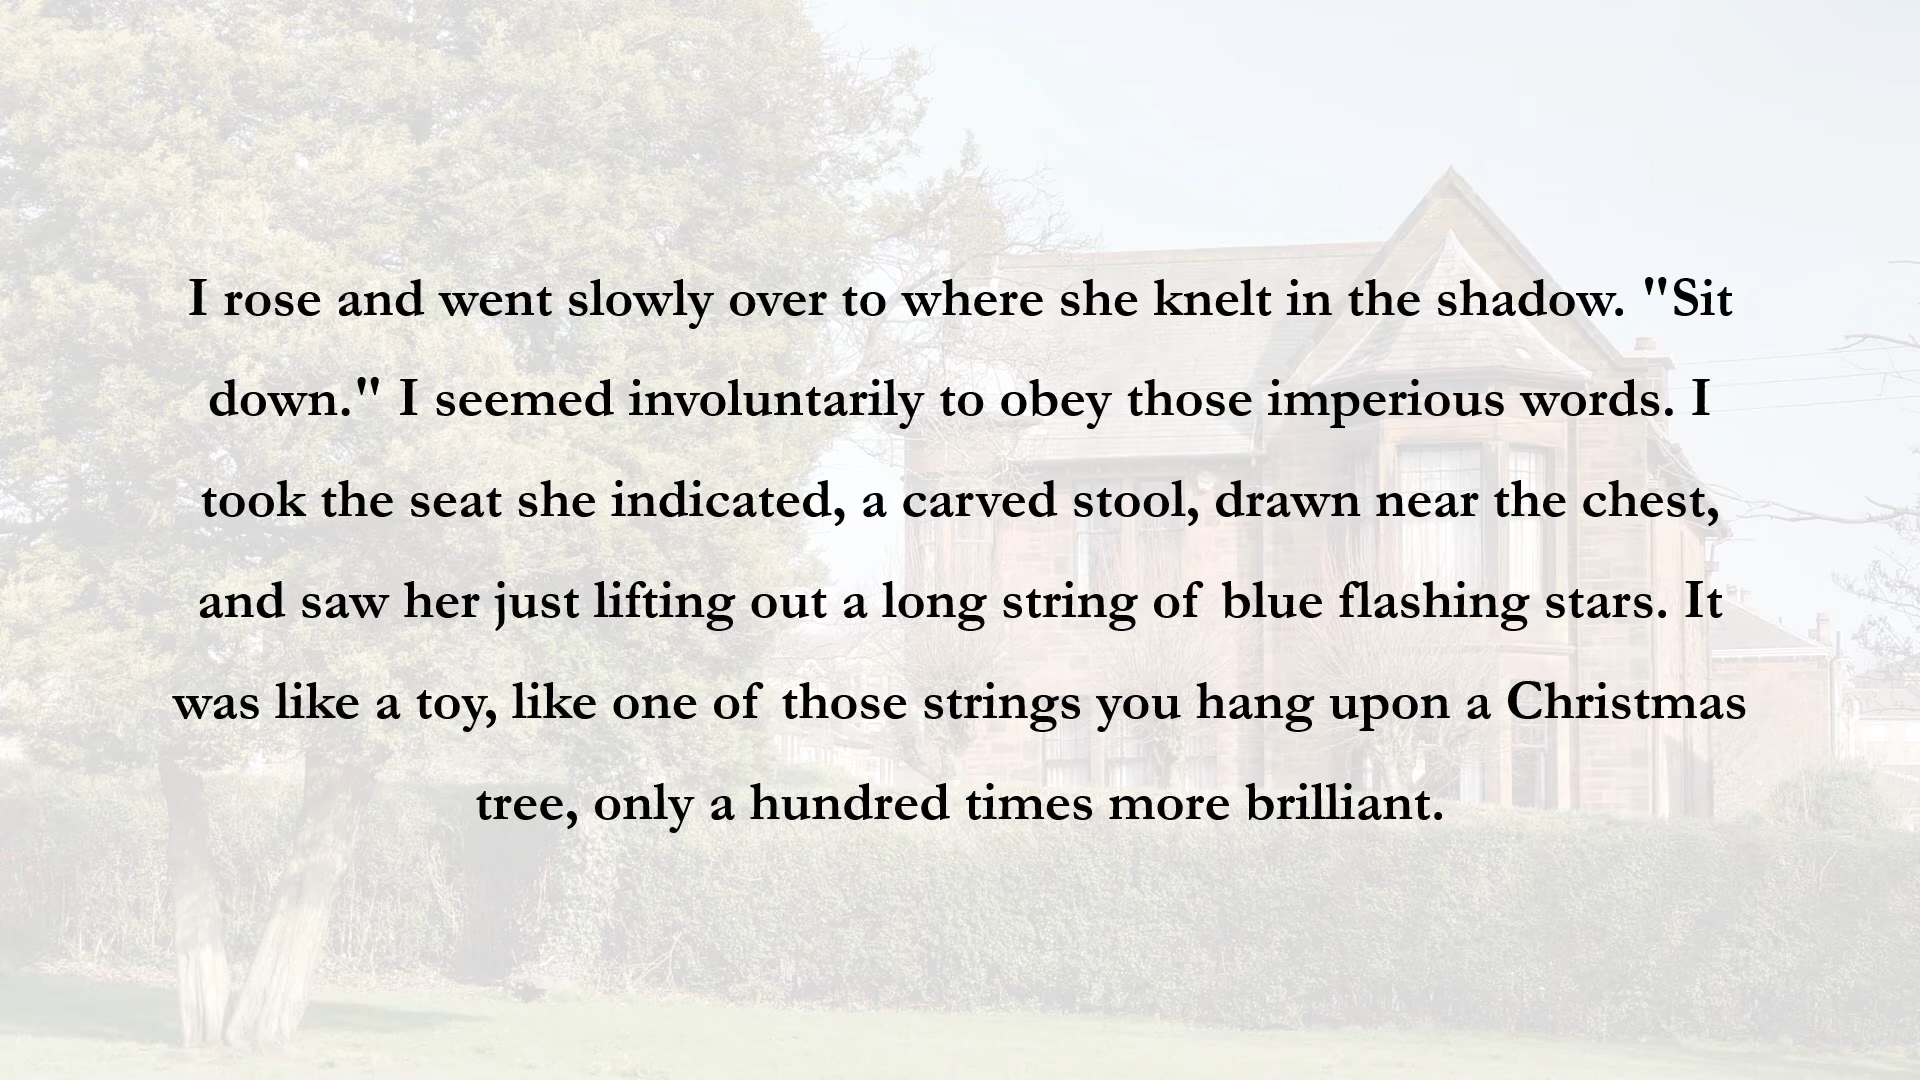 I rose and went slowly over to where she knelt in the shadow. "Sit
down." I seemed involuntarily to obey those imperious words. I
took the seat she indicated, a carved stool, drawn near the chest,
and saw her just lifting out a long string of blue flashing stars. It
was like a toy, like one of those strings you hang upon a Christmas
tree, only a hundred times more brilliant.